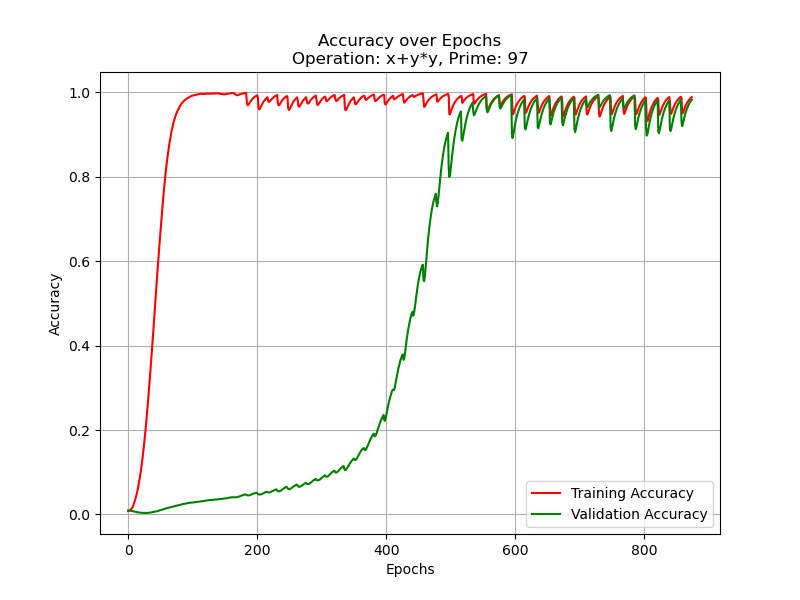 Accuracy over Epochs
Operation: x+y*y, Prime: 97
1.0
0.8
0.6
0.4
0.2
0.0
Accuracy
0 200 400 600 800
Epochs
Training Accuracy
Validation Accuracy